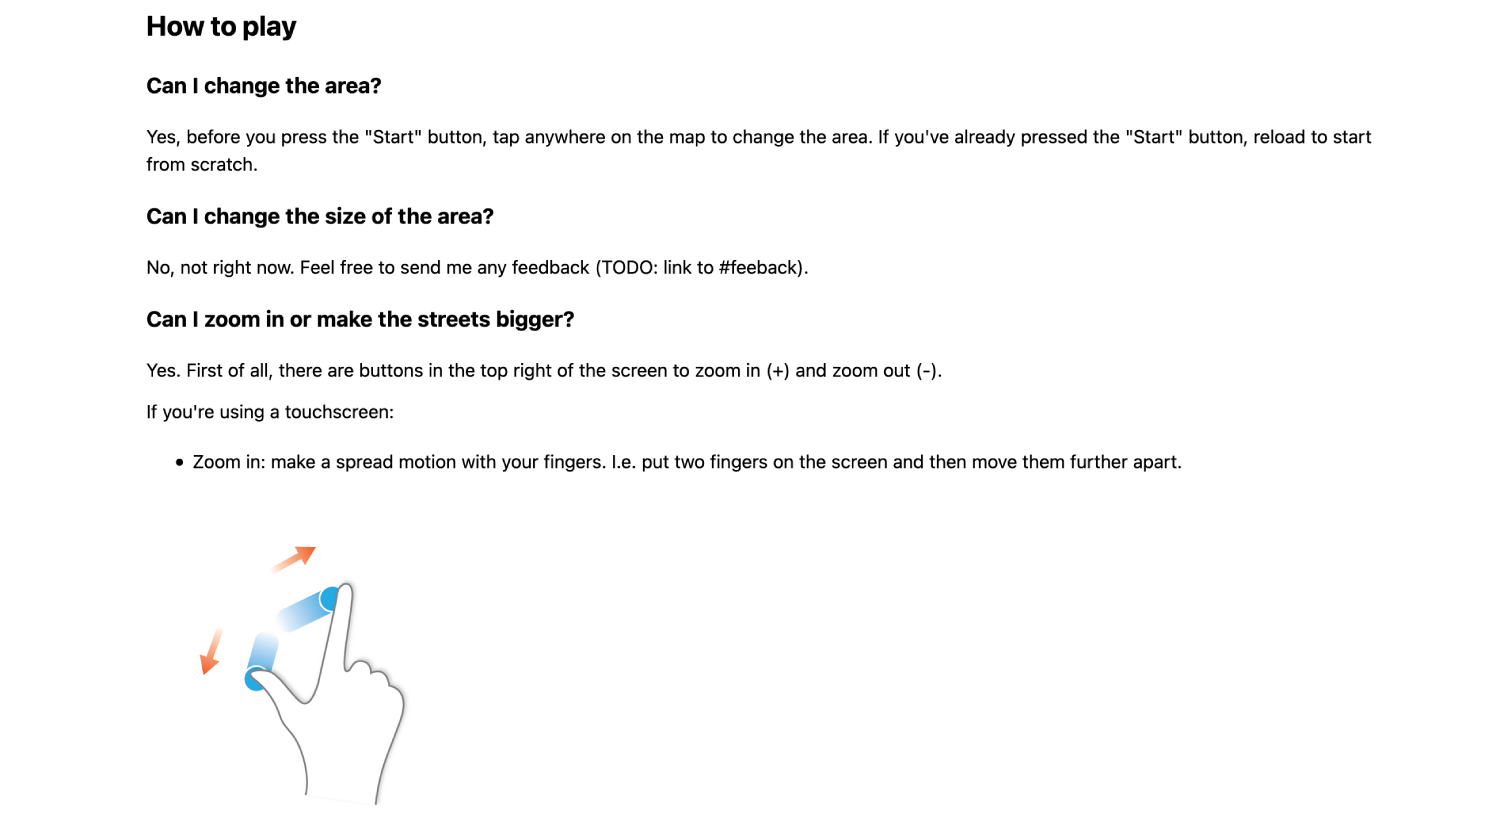 How to play
Can I change the area?
Yes, before you press the "Start" button, tap anywhere on the map to change the area. If you've already pressed the "Start" button, reload to start
from scratch.
Can I change the size of the area?
No, not right now. Feel free to send me any feedback (TODO: link to #feeback).
Can I zoom in or make the streets bigger?
Yes. First of all, there are buttons in the top right of the screen to zoom in (+) and zoom out (-).
If you're using a touchscreen:
• Zoom in: make a spread motion with your fingers. I.e. put two fingers on the screen and then move them further apart.